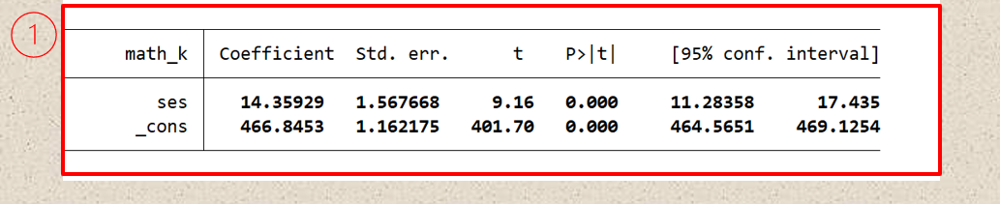 1
math_k Coefficient Std. err. t P>|t| [95% conf. interval]
ses 14.35929 1.567668 9.16 0.000 11.28358 17.435
_cons 466.8453 1.162175 401.70 0.000 464.5651 469.1254